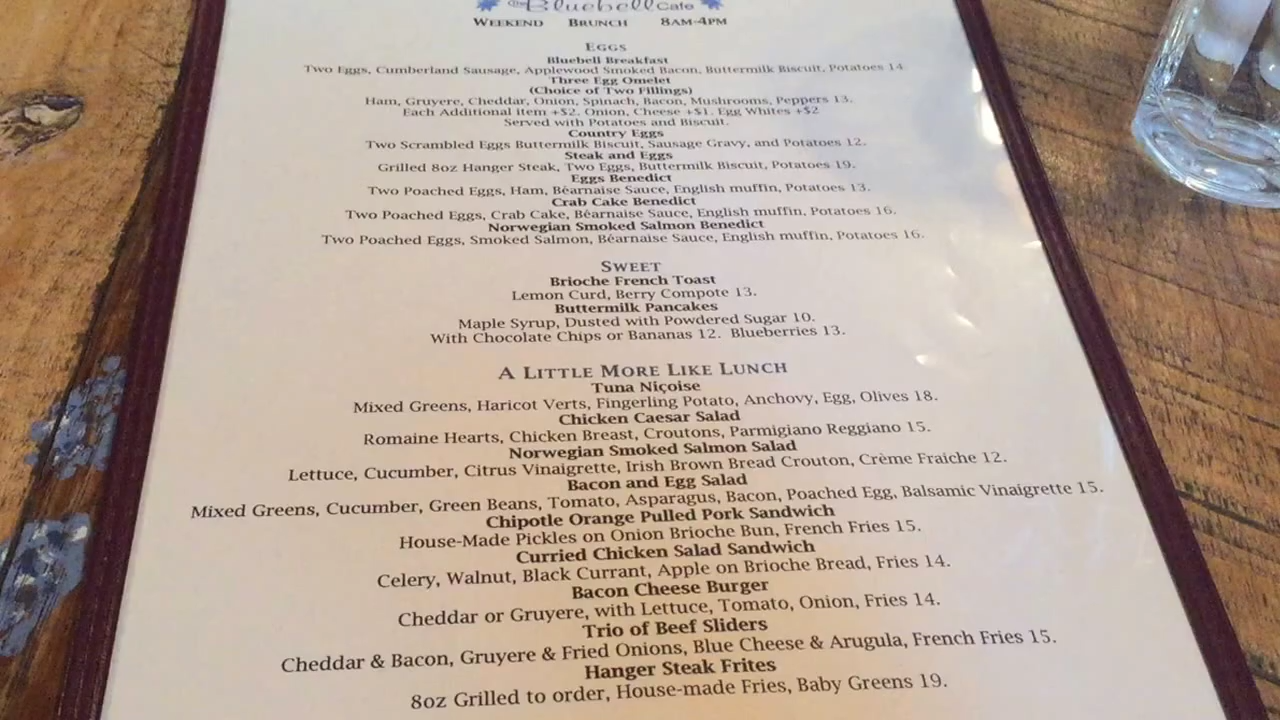 The Bluebell Cafe
Weekend Brunch 8am-4pm
Eggs
Bluebell Breakfast
Two Eggs, Cumberland Sausage, Applewood Smoked Bacon, Buttermilk Biscuit, Potatoes 14.
Three Egg Omelet
(Choice of Two Fillings)
Ham, Gruyere, Cheddar, Onion, Spinach, Bacon, Mushrooms, Peppers 13.
Each Additional item +$2. Onion, Cheese +$1. Egg Whites +$2
Served with Potatoes and Biscuit.
Country Eggs
Two Scrambled Eggs Buttermilk Biscuit, Sausage Gravy, and Potatoes 12.
Steak and Eggs
Grilled 8oz Hanger Steak, Two Eggs, Buttermilk Biscuit, Potatoes 19.
Eggs Benedict
Two Poached Eggs, Ham, Béarnaise Sauce, English muffin, Potatoes 13.
Crab Cake Benedict
Two Poached Eggs, Crab Cake, Béarnaise Sauce, English muffin, Potatoes 16.
Norwegian Smoked Salmon Benedict
Two Poached Eggs, Smoked Salmon, Béarnaise Sauce, English muffin, Potatoes 16.
Sweet
Brioche French Toast
Lemon Curd, Berry Compote 13.
Buttermilk Pancakes
Maple Syrup, Dusted with Powdered Sugar 10.
With Chocolate Chips or Bananas 12. Blueberries 13.
A Little More Like Lunch
Tuna Niçoise
Mixed Greens, Haricot Verts, Fingerling Potato, Anchovy, Egg, Olives 18.
Chicken Caesar Salad
Romaine Hearts, Chicken Breast, Croutons, Parmigiano Reggiano 15.
Norwegian Smoked Salmon Salad
Lettuce, Cucumber, Citrus Vinaigrette, Irish Brown Bread Crouton, Crème Fraiche 12.
Bacon and Egg Salad
Mixed Greens, Cucumber, Green Beans, Tomato, Asparagus, Bacon, Poached Egg, Balsamic Vinaigrette 15.
Chipotle Orange Pulled Pork Sandwich
House-Made Pickles on Onion Brioche Bun, French Fries 15.
Curried Chicken Salad Sandwich
Celery, Walnut, Black Currant, Apple on Brioche Bread, Fries 14.
Bacon Cheese Burger
Cheddar or Gruyere, with Lettuce, Tomato, Onion, Fries 14.
Trio of Beef Sliders
Cheddar & Bacon, Gruyere & Fried Onions, Blue Cheese & Arugula, French Fries 15.
Hanger Steak Frites
8oz Grilled to order, House-made Fries, Baby Greens 19.